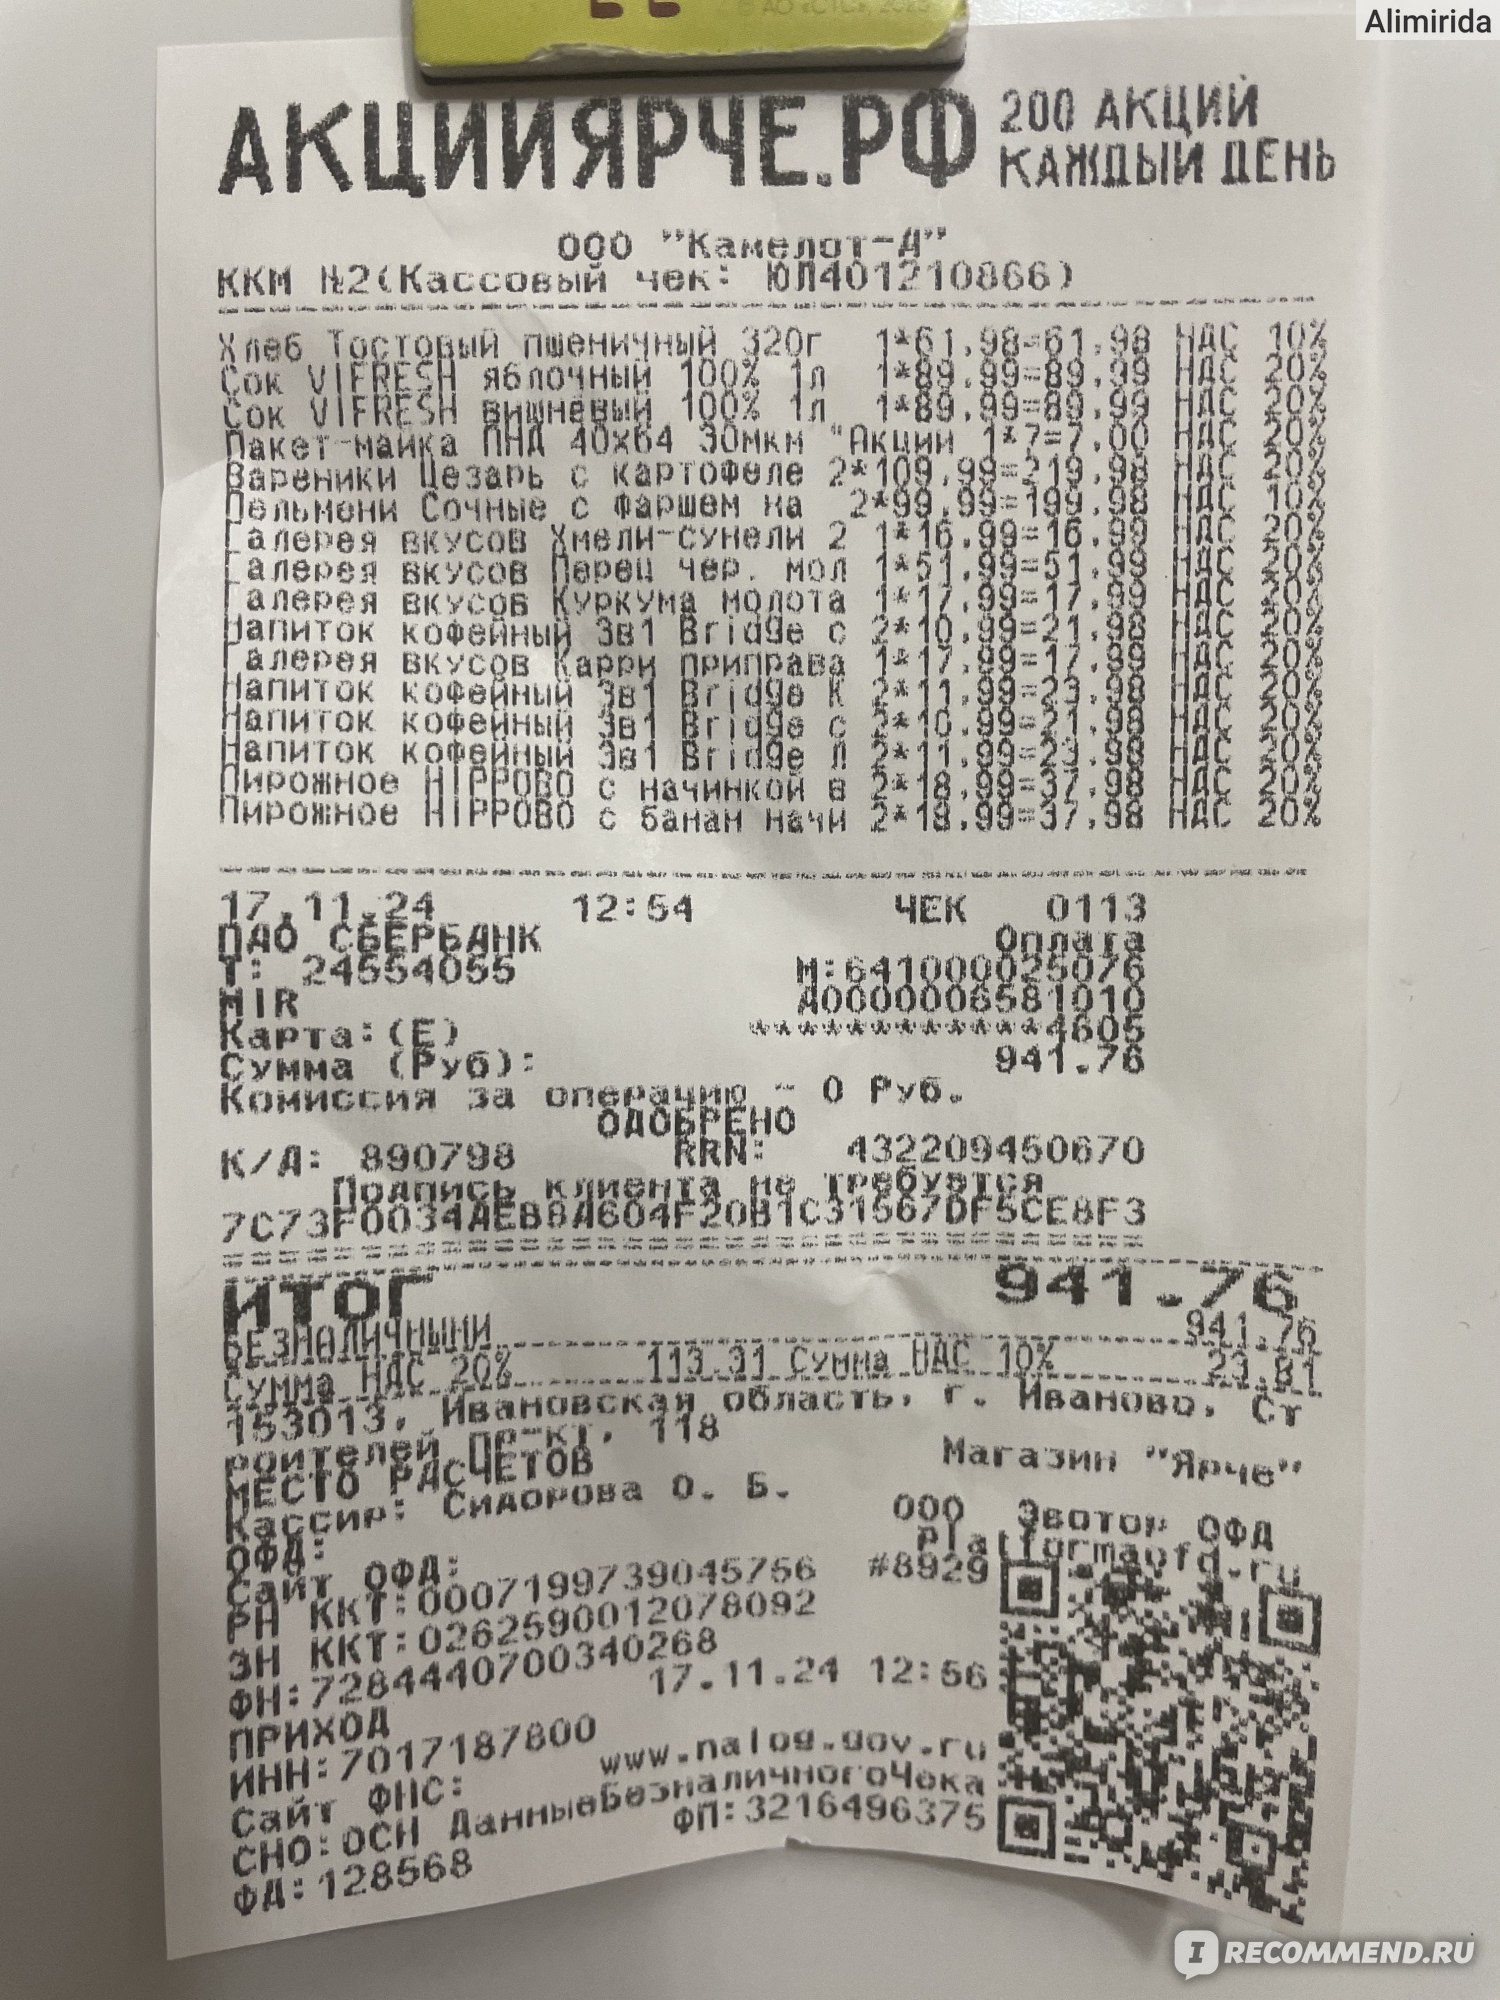 © АО «СТС», 2023
Alimirida
АКЦИИЯРЧЕ.РФ 200 АКЦИЙ КАЖДЫЙ ДЕНЬ
ООО "Камелот-А"
ККМ №2(Кассовый чек: ЮЛ401210866)
Хлеб Тостовый пшеничный 320г 1*61.98=61.98 НДС 10%
Сок VIFRESH яблочный 100% 1л 1*89.99=89.99 НДС 20%
Сок VIFRESH вишневый 100% 1л 1*89.99=89.99 НДС 20%
Пакет-майка ПНД 40х64 30мкм "Акции 1*7=7.00 НДС 20%
Вареники Цезарь с картофеле 2*109.99=219.98 НДС 20%
Пельмени Сочные с фаршем на 2*99.99=199.98 НДС 10%
Галерея вкусов Хмели-сунели 2 1*16.99=16.99 НДС 20%
Галерея вкусов Перец чер. мол 1*51.99=51.99 НДС 20%
Галерея вкусов Куркума молота 1*17.99=17.99 НДС 20%
Напиток кофейный 3в1 Bridge с 2*10.99=21.98 НДС 20%
Галерея вкусов Карри приправа 1*17.99=17.99 НДС 20%
Напиток кофейный 3в1 Bridge К 2*11.99=23.98 НДС 20%
Напиток кофейный 3в1 Bridge с 2*10.99=21.98 НДС 20%
Напиток кофейный 3в1 Bridge Л 2*11.99=23.98 НДС 20%
Пирожное HIPPOBO с начинкой в 2*18.99=37.98 НДС 20%
Пирожное HIPPOBO с банан начи 2*18.99=37.98 НДС 20%
17.11.24 12:54 ЧЕК 0113
ПАО СБЕРБАНК Оплата
Т: 24554055 М:641000025076
MIR A0000006581010
Карта:(Е) ************4605
Сумма (Руб): 941.76
Комиссия за операцию - 0 Руб.
ОДОБРЕНО
К/Д: 890798 RRN: 432209450670
Подпись клиента не требуется
7C73F0034AEB8A604F20B1C31567DF5CE8F3
ИТОГ 941.76
БЕЗНАЛИЧНЫМИ 941.76
Сумма НДС 20% 113.31 Сумма НДС 10% 23.81
153013, Ивановская область, г. Иваново, Ст
роителей пр-кт, 118
МЕСТО РАСЧЕТОВ Магазин "Ярче"
Кассир: Сидорова О. Б.
ОФД: ООО Эвотор ОФД
Сайт ОФД: platformaofd.ru
РН ККТ:0007199739045756 #8929
ЗН ККТ:0262590012078092
ФН:7284440700340268
ПРИХОД 17.11.24 12:56
ИНН:7017187800
Сайт ФНС: www.nalog.gov.ru
СНО:ОСН ДанныеБезналичногоЧека
ФД:128568 ФП:3216496375
IRECOMMEND.RU